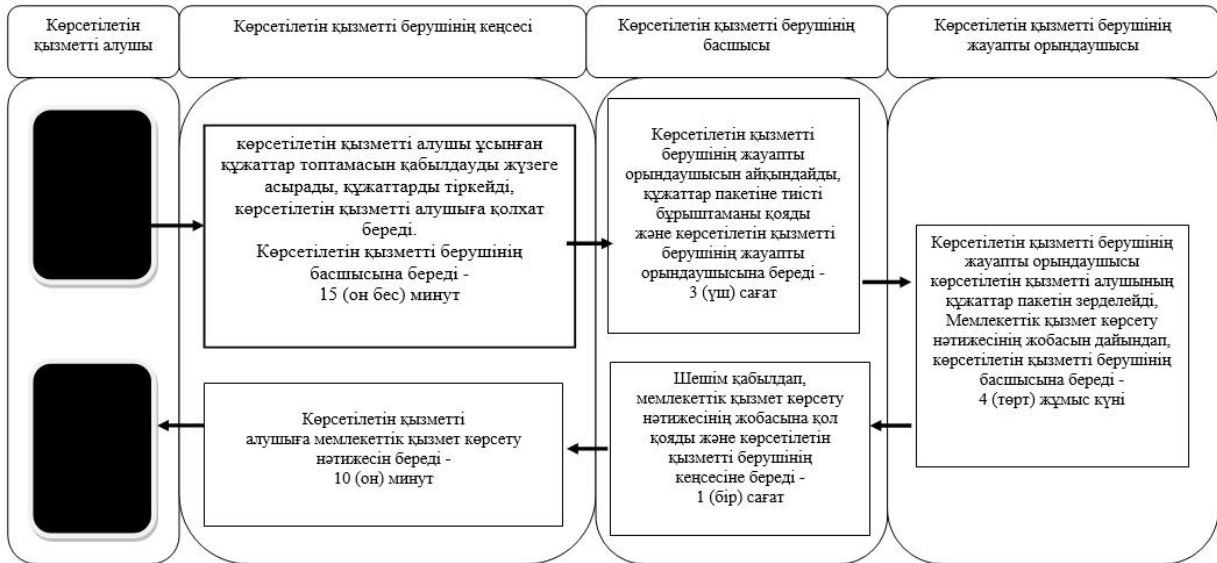 Көрсетілетін
қызметті алушы
Көрсетілетін қызметті берушінің кеңсесі
Көрсетілетін қызметті берушінің
басшысы
Көрсетілетін қызметті берушінің
жауапты орындаушысы
көрсетілетін қызметті алушы ұсынған
құжаттар топтамасын қабылдауды жүзеге
асырады, құжаттарды тіркейді,
көрсетілетін қызметті алушыға қолхат
береді.
Көрсетілетін қызметті берушінің
басшысына береді -
15 (он бес) минут
Көрсетілетін қызметті
берушінің жауапты
орындаушысын айқындайды,
құжаттар пакетіне тиісті
бұрыштаманы қояды
және көрсетілетін қызметті
берушінің жауапты
орындаушысына береді -
3 (үш) сағат
Көрсетілетін қызметті берушінің
жауапты орындаушысы
көрсетілетін қызметті алушының
құжаттар пакетін зерделейді,
Мемлекеттік қызмет көрсету
нәтижесінің жобасын дайындап,
көрсетілетін қызметті берушінің
басшысына береді -
4 (төрт) жұмыс күні
Шешім қабылдап,
мемлекеттік қызмет көрсету
нәтижесінің жобасына қол
қояды және көрсетілетін
қызметті берушінің
кеңсесіне береді -
1 (бір) сағат
Көрсетілетін қызметті
алушыға мемлекеттік қызмет көрсету
нәтижесін береді -
10 (он) минут